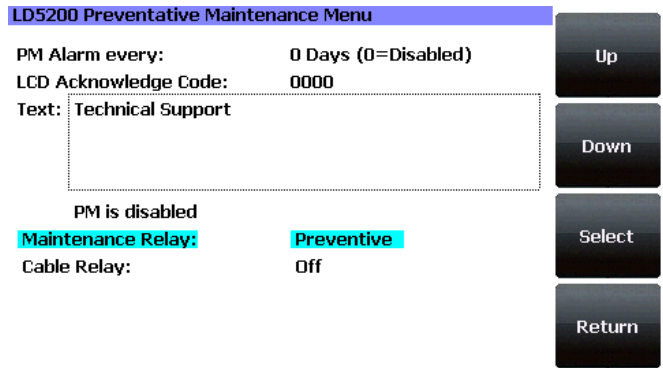 LD5200 Preventative Maintenance Menu
PM Alarm every: 0 Days (0=Disabled)
LCD Acknowledge Code: 0000
Text: Technical Support
PM is disabled
Maintenance Relay: Preventive
Cable Relay: Off
Up
Down
Select
Return